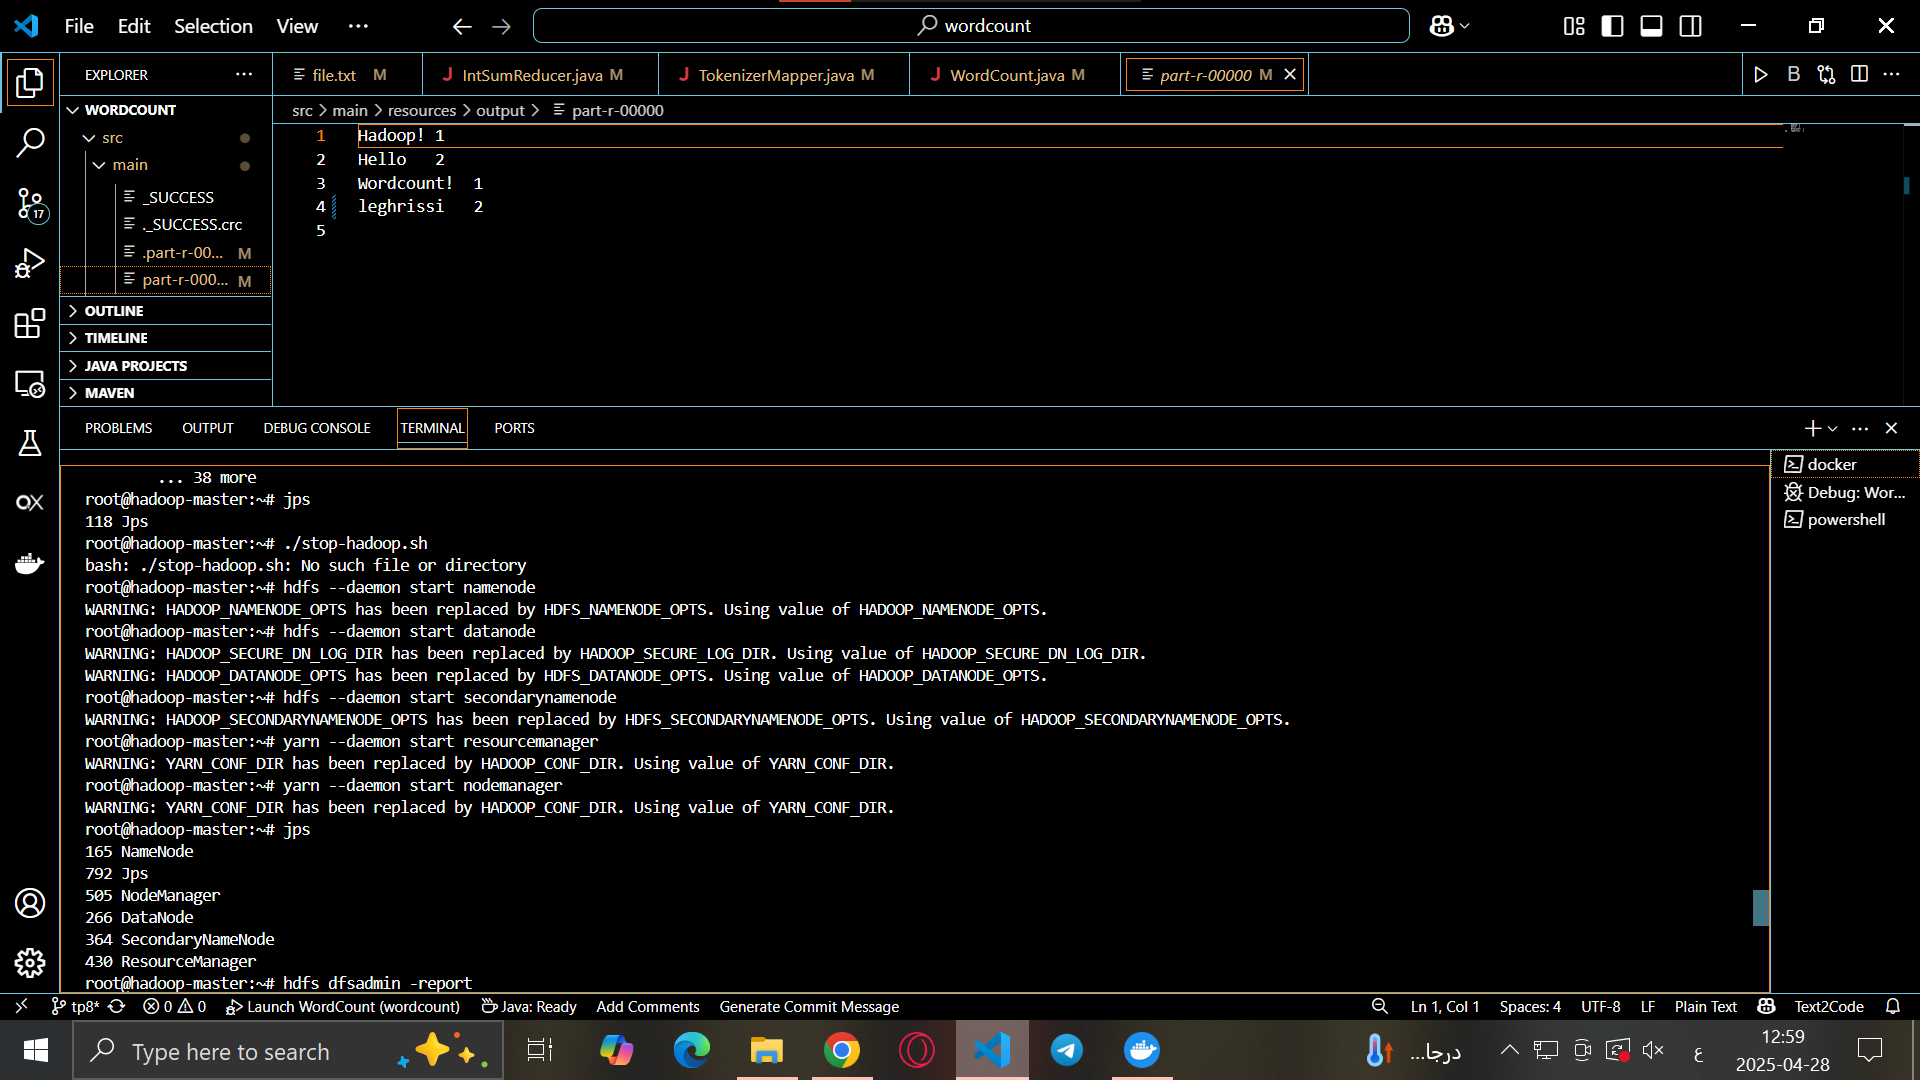 File Edit Selection View ··· wordcount
EXPLORER ···
file.txt M IntSumReducer.java M TokenizerMapper.java M WordCount.java M part-r-00000 M
WORDCOUNT
src
main
_SUCCESS
._SUCCESS.crc
.part-r-00... M
part-r-000... M
OUTLINE
TIMELINE
JAVA PROJECTS
MAVEN
17
src > main > resources > output > part-r-00000
1 Hadoop! 1
2 Hello 2
3 Wordcount! 1
4 leghrissi 2
5
PROBLEMS OUTPUT DEBUG CONSOLE TERMINAL PORTS
... 38 more
root@hadoop-master:~# jps
118 Jps
root@hadoop-master:~# ./stop-hadoop.sh
bash: ./stop-hadoop.sh: No such file or directory
root@hadoop-master:~# hdfs --daemon start namenode
WARNING: HADOOP_NAMENODE_OPTS has been replaced by HDFS_NAMENODE_OPTS. Using value of HADOOP_NAMENODE_OPTS.
root@hadoop-master:~# hdfs --daemon start datanode
WARNING: HADOOP_SECURE_DN_LOG_DIR has been replaced by HADOOP_SECURE_LOG_DIR. Using value of HADOOP_SECURE_DN_LOG_DIR.
WARNING: HADOOP_DATANODE_OPTS has been replaced by HDFS_DATANODE_OPTS. Using value of HADOOP_DATANODE_OPTS.
root@hadoop-master:~# hdfs --daemon start secondarynamenode
WARNING: HADOOP_SECONDARYNAMENODE_OPTS has been replaced by HDFS_SECONDARYNAMENODE_OPTS. Using value of HADOOP_SECONDARYNAMENODE_OPTS.
root@hadoop-master:~# yarn --daemon start resourcemanager
WARNING: YARN_CONF_DIR has been replaced by HADOOP_CONF_DIR. Using value of YARN_CONF_DIR.
root@hadoop-master:~# yarn --daemon start nodemanager
WARNING: YARN_CONF_DIR has been replaced by HADOOP_CONF_DIR. Using value of YARN_CONF_DIR.
root@hadoop-master:~# jps
165 NameNode
792 Jps
505 NodeManager
266 DataNode
364 SecondaryNameNode
430 ResourceManager
root@hadoop-master:~# hdfs dfsadmin -report
docker
Debug: Wor...
powershell
tp8* 0 0 Launch WordCount (wordcount) Java: Ready Add Comments Generate Commit Message Ln 1, Col 1 Spaces: 4 UTF-8 LF Plain Text Text2Code
Type here to search
درجا...
ع
12:59
2025-04-28